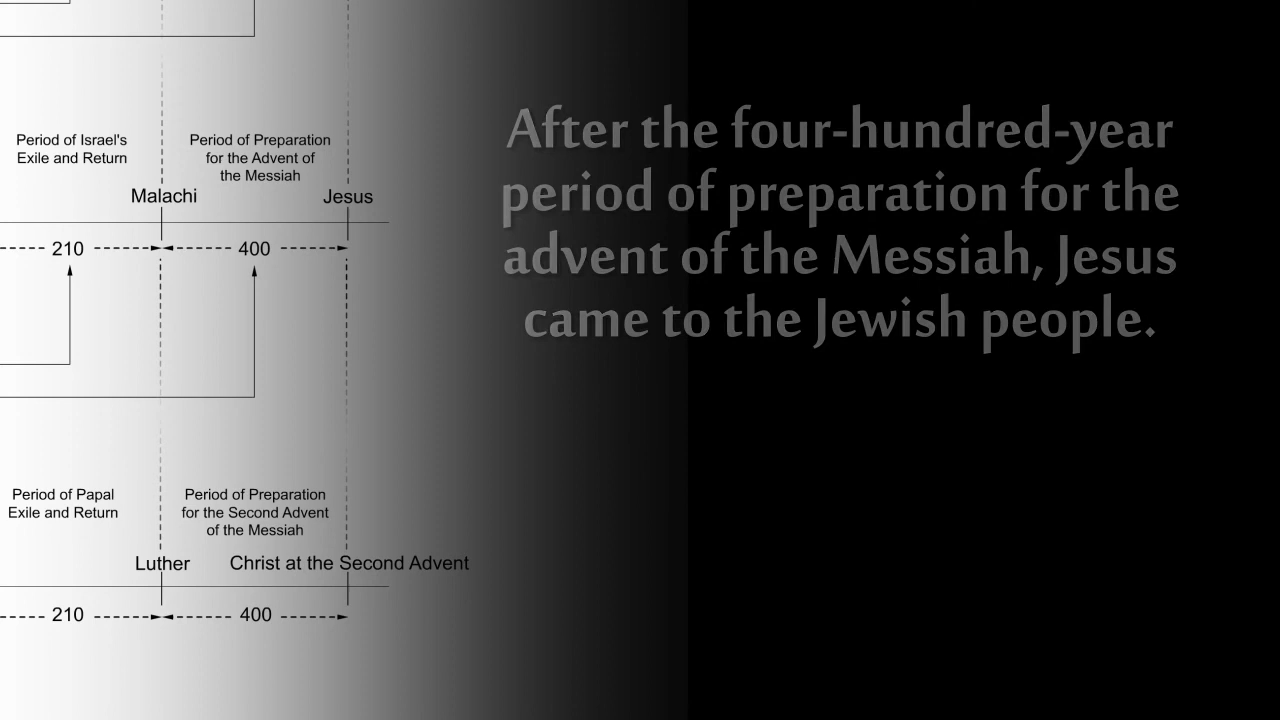 Period of Israel's
Exile and Return
Period of Preparation
for the Advent of
the Messiah
Malachi
Jesus
210
400
After the four-hundred-year
period of preparation for the
advent of the Messiah, Jesus
came to the Jewish people.
Period of Papal
Exile and Return
Period of Preparation
for the Second Advent
of the Messiah
Luther
Christ at the Second Advent
210
400